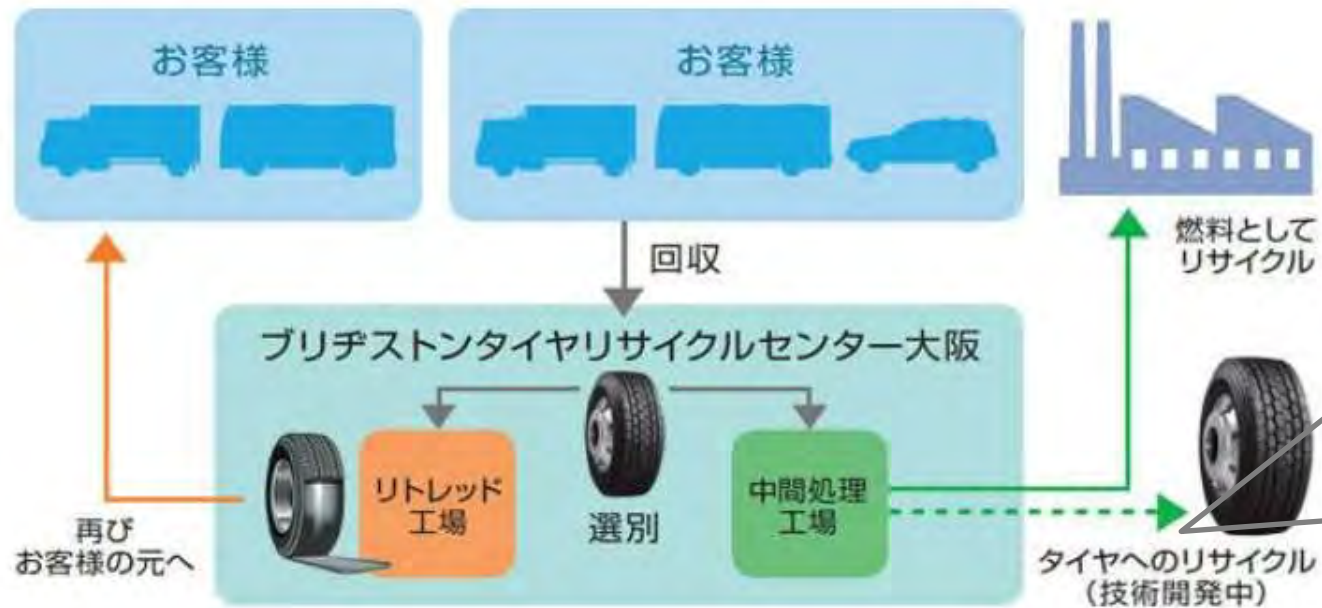 お客様
お客様
回収
燃料として
リサイクル
ブリヂストンタイヤリサイクルセンター大阪
リトレッド
工場
選別
中間処理
工場
再び
お客様の元へ
タイヤへのリサイクル
(技術開発中)